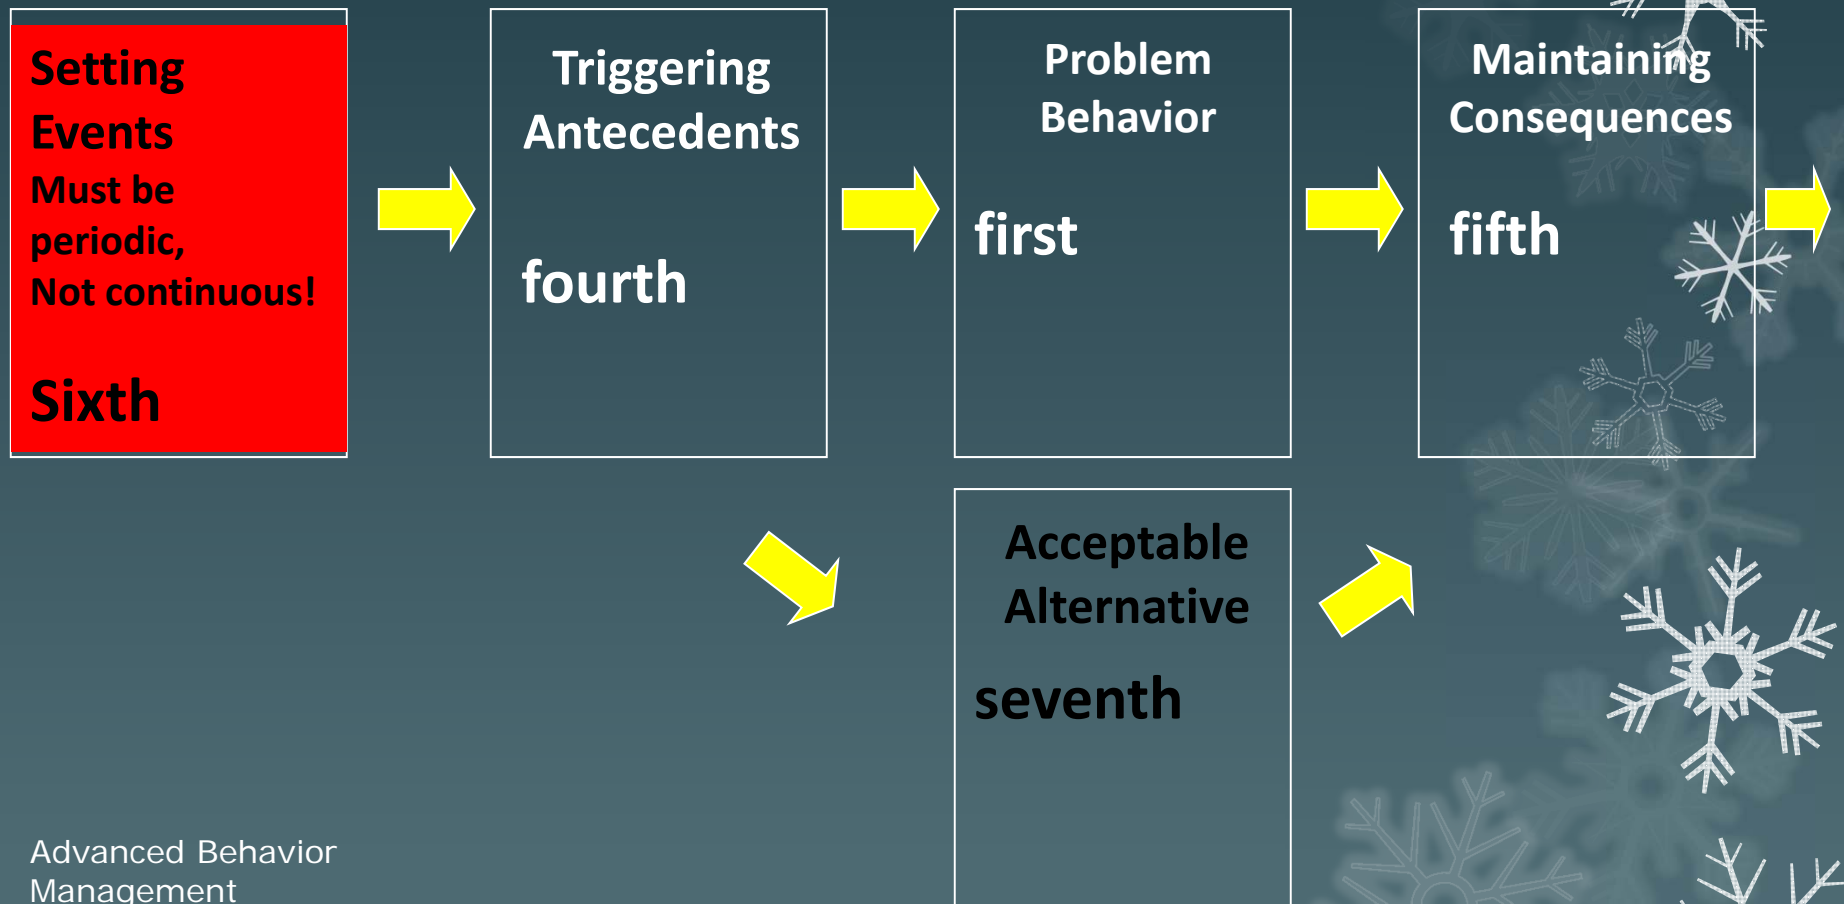 Setting
Events
Must be
periodic,
Not continuous!
Sixth
Triggering
Antecedents
fourth
Problem
Behavior
first
Maintaining
Consequences
fifth
Acceptable
Alternative
seventh
Advanced Behavior
Management